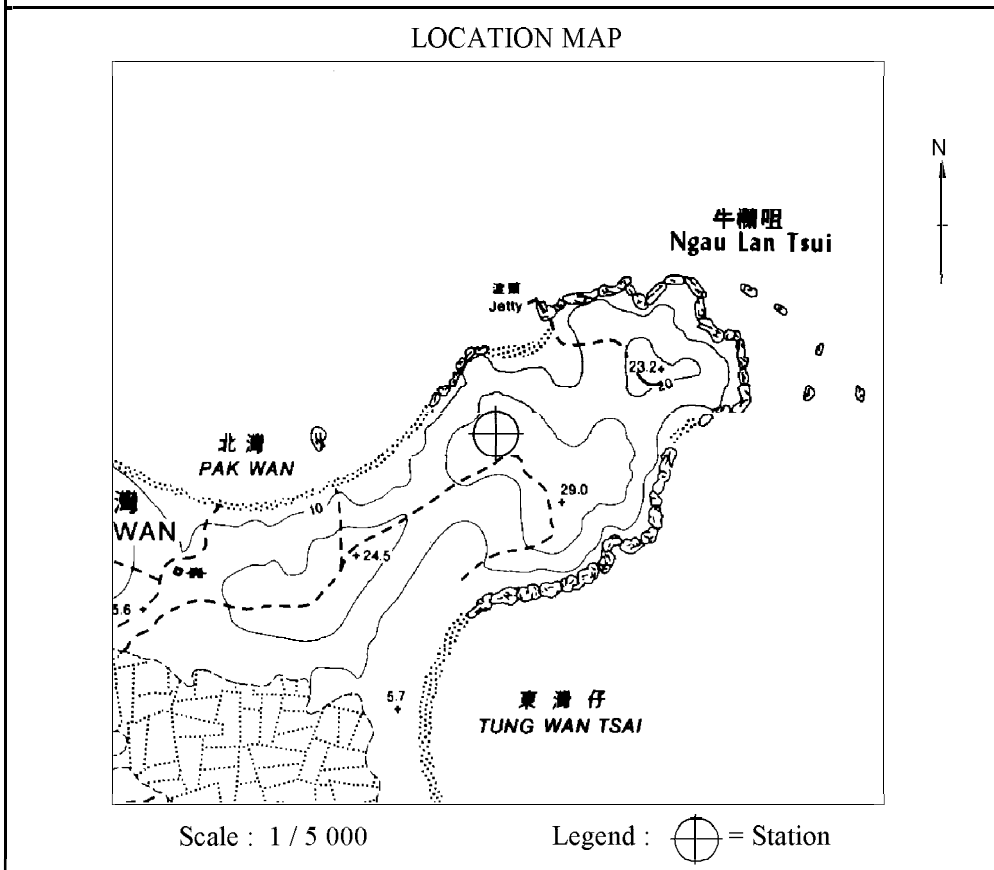 LOCATION MAP
N
牛欄咀
Ngau Lan Tsui
Jetty
23.2
20
北灣
PAK WAN
灣
WAN
10
29.0
24.5
5.6
5.7
東灣仔
TUNG WAN TSAI
Scale : 1 / 5 000
Legend :
= Station